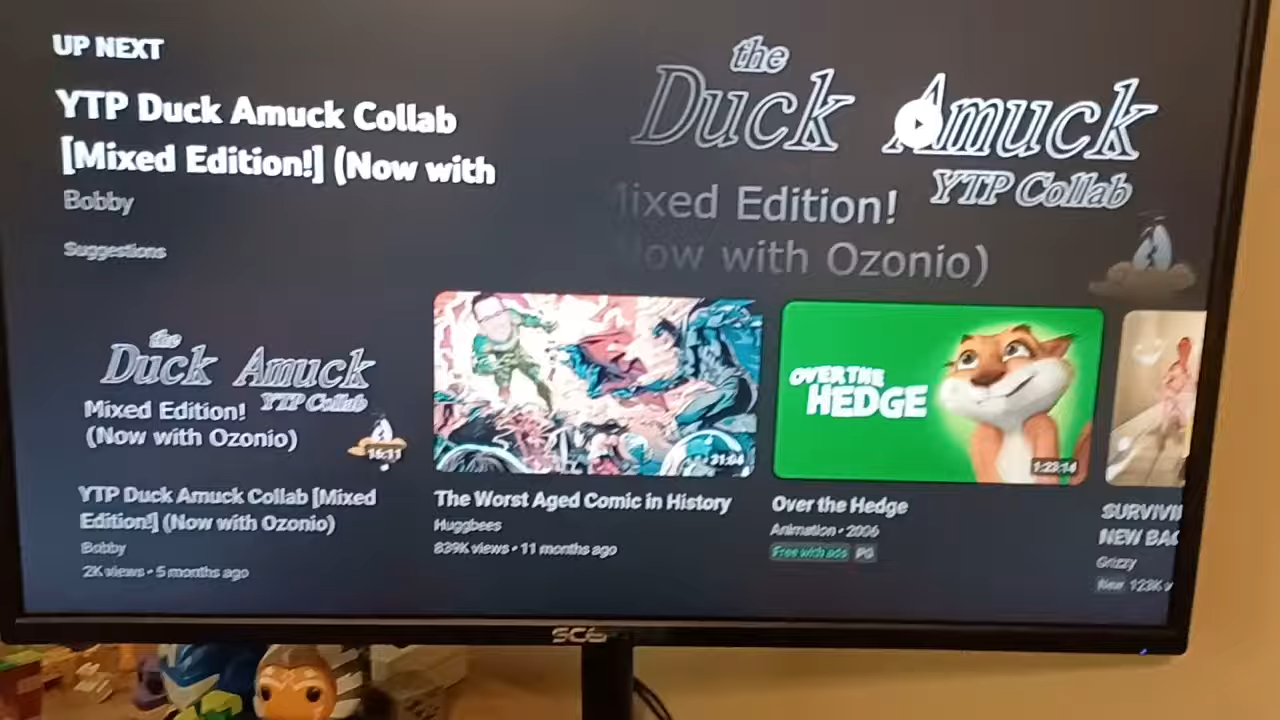 UP NEXT
YTP Duck Amuck Collab
[Mixed Edition!] (Now with
Bobby
Suggestions
the
Duck Amuck
YTP Collab
Mixed Edition!
with Ozonio)
the
Duck Amuck
YTP Collab
Mixed Edition!
(Now with Ozonio)
15:11
YTP Duck Amuck Collab [Mixed
Edition!] (Now with Ozonio)
Bobby
2K views • 5 months ago
21:04
The Worst Aged Comic in History
Huggbees
839K views • 11 months ago
OVER THE
HEDGE
1:23:14
Over the Hedge
Animation • 2006
Free with ads PG
SURVIVI
NEW BA
Grizzy
New 123K